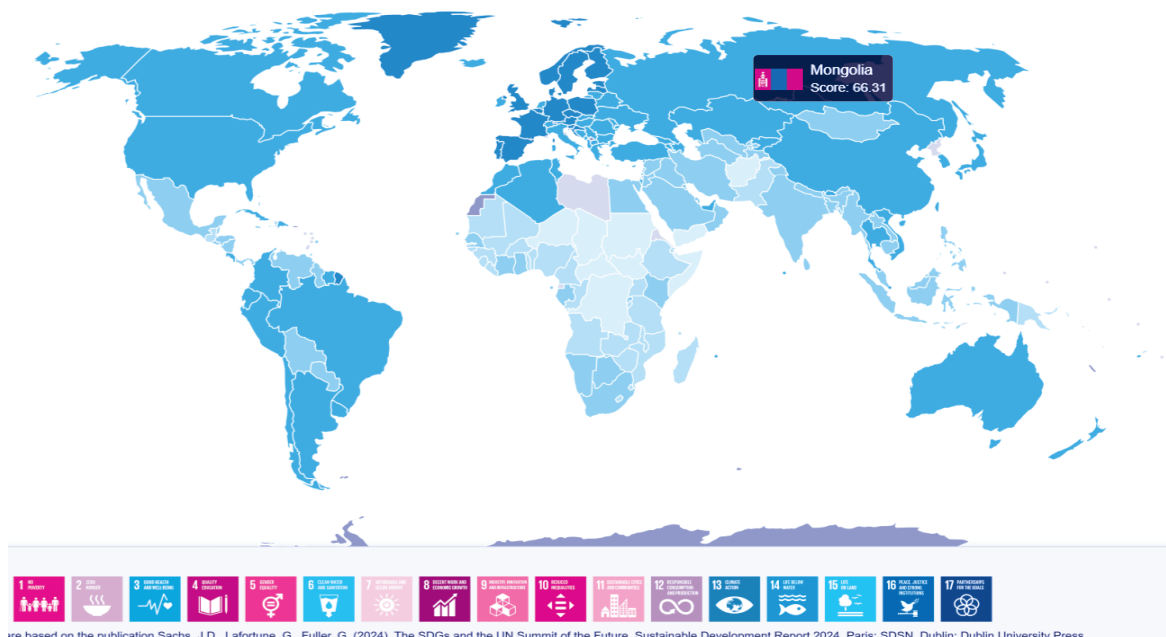 Mongolia
Score: 66.31
1 NO POVERTY
2 ZERO HUNGER
3 GOOD HEALTH AND WELL-BEING
4 QUALITY EDUCATION
5 GENDER EQUALITY
6 CLEAN WATER AND SANITATION
7 AFFORDABLE AND CLEAN ENERGY
8 DECENT WORK AND ECONOMIC GROWTH
9 INDUSTRY, INNOVATION AND INFRASTRUCTURE
10 REDUCED INEQUALITIES
11 SUSTAINABLE CITIES AND COMMUNITIES
12 RESPONSIBLE CONSUMPTION AND PRODUCTION
13 CLIMATE ACTION
14 LIFE BELOW WATER
15 LIFE ON LAND
16 PEACE, JUSTICE AND STRONG INSTITUTIONS
17 PARTNERSHIPS FOR THE GOALS
are based on the publication Sachs, J.D., Lafortune, G., Fuller, G. (2024). The SDGs and the UN Summit of the Future. Sustainable Development Report 2024. Paris: SDSN, Dublin: Dublin University Press